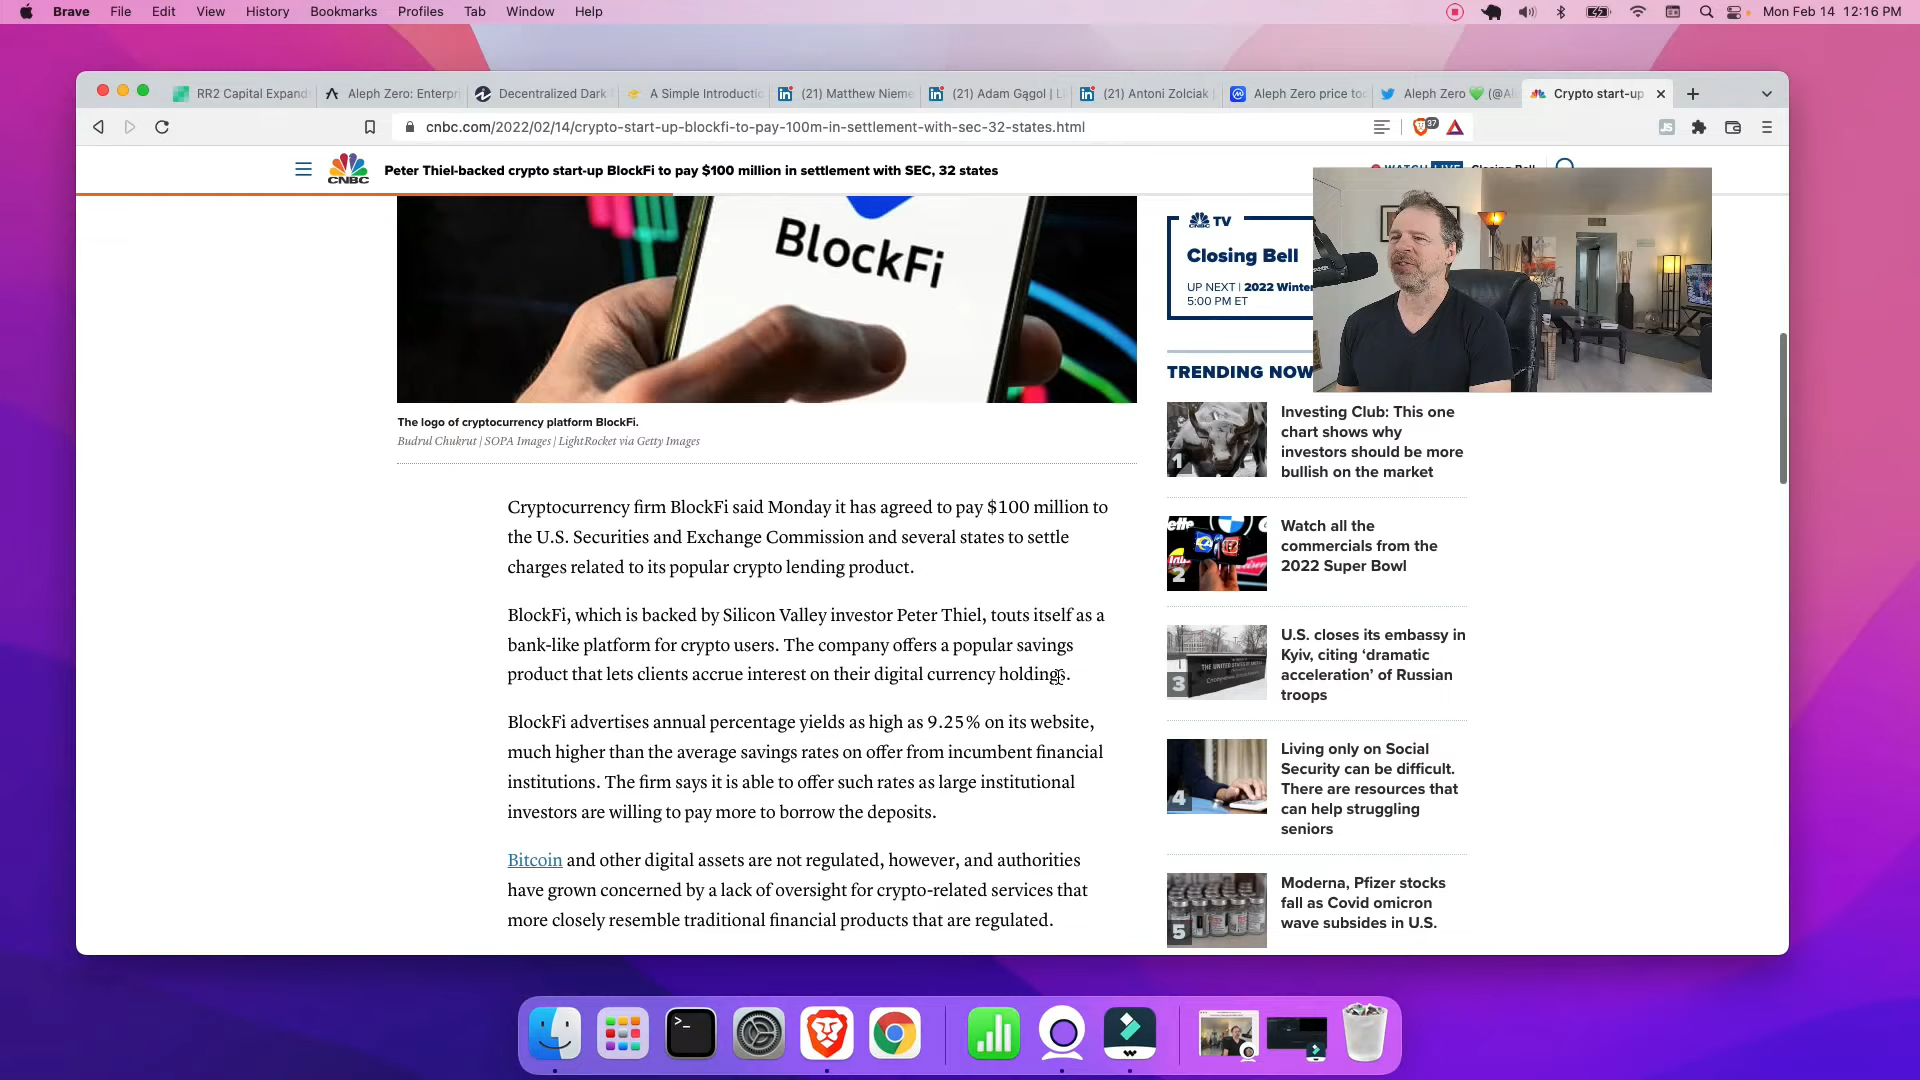 Brave File Edit View History Bookmarks Profiles Tab Window Help
Mon Feb 14 12:16 PM
RR2 Capital Expand
Aleph Zero: Enterpri
Decentralized Dark
A Simple Introductio
(21) Matthew Nieme
(21) Adam Gągol | L
(21) Antoni Zolciak
Aleph Zero price to
Aleph Zero 💚 (@Al
Crypto start-up
cnbc.com/2022/02/14/crypto-start-up-blockfi-to-pay-100m-in-settlement-with-sec-32-states.html
37
JS
CNBC
Peter Thiel-backed crypto start-up BlockFi to pay $100 million in settlement with SEC, 32 states
WATCH LIVE Closing Bell
BlockFi
The logo of cryptocurrency platform BlockFi.
Budrul Chukrut | SOPA Images | LightRocket via Getty Images
Cryptocurrency firm BlockFi said Monday it has agreed to pay $100 million to
the U.S. Securities and Exchange Commission and several states to settle
charges related to its popular crypto lending product.
BlockFi, which is backed by Silicon Valley investor Peter Thiel, touts itself as a
bank-like platform for crypto users. The company offers a popular savings
product that lets clients accrue interest on their digital currency holdings.
BlockFi advertises annual percentage yields as high as 9.25% on its website,
much higher than the average savings rates on offer from incumbent financial
institutions. The firm says it is able to offer such rates as large institutional
investors are willing to pay more to borrow the deposits.
Bitcoin and other digital assets are not regulated, however, and authorities
have grown concerned by a lack of oversight for crypto-related services that
more closely resemble traditional financial products that are regulated.
CNBC TV
Closing Bell
UP NEXT | 2022 Winter
5:00 PM ET
TRENDING NOW
1
Investing Club: This one
chart shows why
investors should be more
bullish on the market
2
Watch all the
commercials from the
2022 Super Bowl
3
U.S. closes its embassy in
Kyiv, citing ‘dramatic
acceleration’ of Russian
troops
4
Living only on Social
Security can be difficult.
There are resources that
can help struggling
seniors
5
Moderna, Pfizer stocks
fall as Covid omicron
wave subsides in U.S.